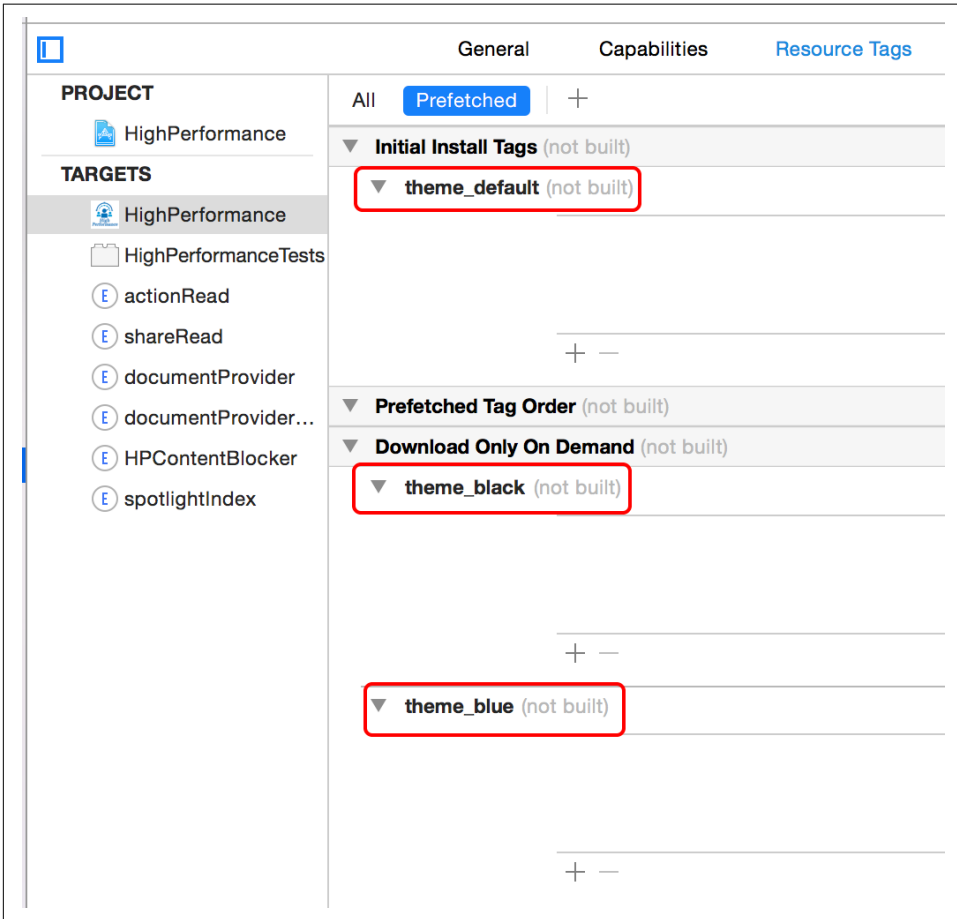 General Capabilities Resource Tags
PROJECT
HighPerformance
TARGETS
HighPerformance
HighPerformanceTests
actionRead
shareRead
documentProvider
documentProvider...
HPContentBlocker
spotlightIndex
All Prefetched +
Initial Install Tags (not built)
theme_default (not built)
+ −
Prefetched Tag Order (not built)
Download Only On Demand (not built)
theme_black (not built)
+ −
theme_blue (not built)
+ −